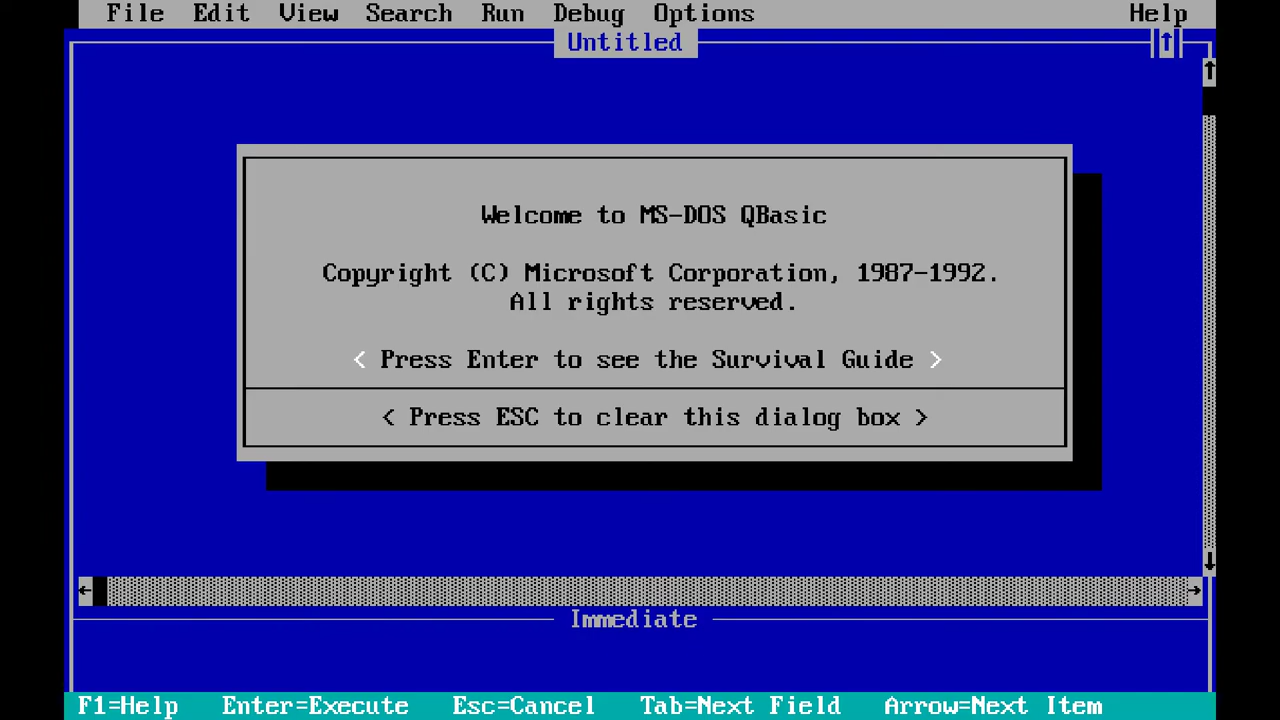 File Edit View Search Run Debug Options Help
Untitled
Welcome to MS-DOS QBasic
Copyright (C) Microsoft Corporation, 1987-1992.
All rights reserved.
< Press Enter to see the Survival Guide >
< Press ESC to clear this dialog box >
Immediate
F1=Help Enter=Execute Esc=Cancel Tab=Next Field Arrow=Next Item